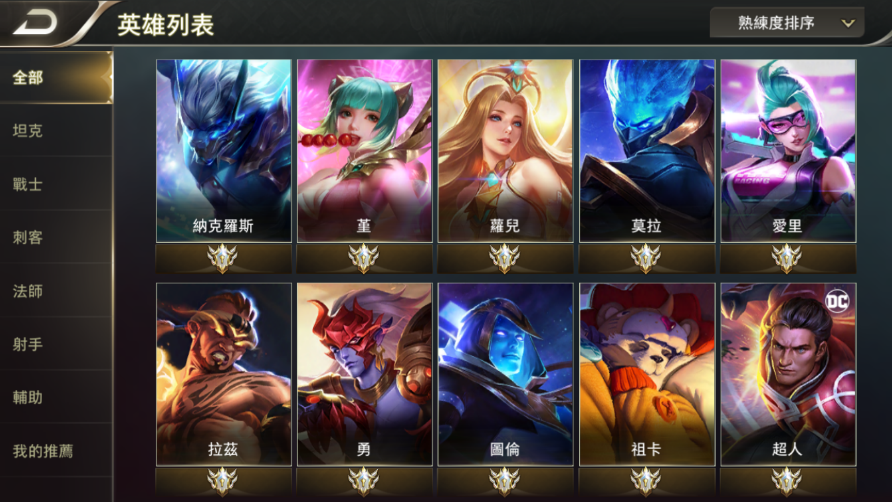 英雄列表
熟練度排序
全部
坦克
戰士
刺客
法師
射手
輔助
我的推薦
納克羅斯
堇
蘿兒
莫拉
愛里
RACING
DC
拉茲
勇
圖倫
祖卡
超人